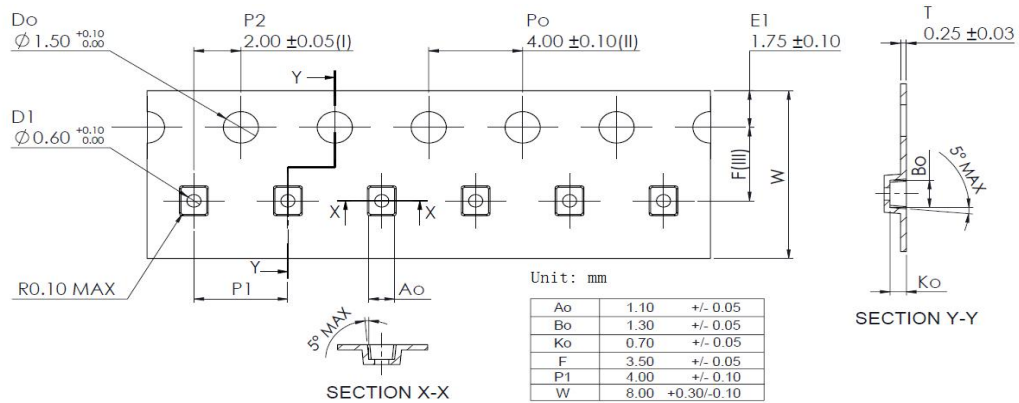 Do
Ø1.50 +0.10 0.00
P2
2.00 ±0.05(I)
Po
4.00 ±0.10(II)
E1
1.75 ±0.10
T
0.25 ±0.03
D1
Ø0.60 +0.10 0.00
Y
F(III)
W
X X
Bo
5° MAX
R0.10 MAX
Y
P1
Ao
Ko
5° MAX
SECTION X-X
SECTION Y-Y
Unit: mm
Ao 1.10 +/- 0.05
Bo 1.30 +/- 0.05
Ko 0.70 +/- 0.05
F 3.50 +/- 0.05
P1 4.00 +/- 0.10
W 8.00 +0.30/-0.10